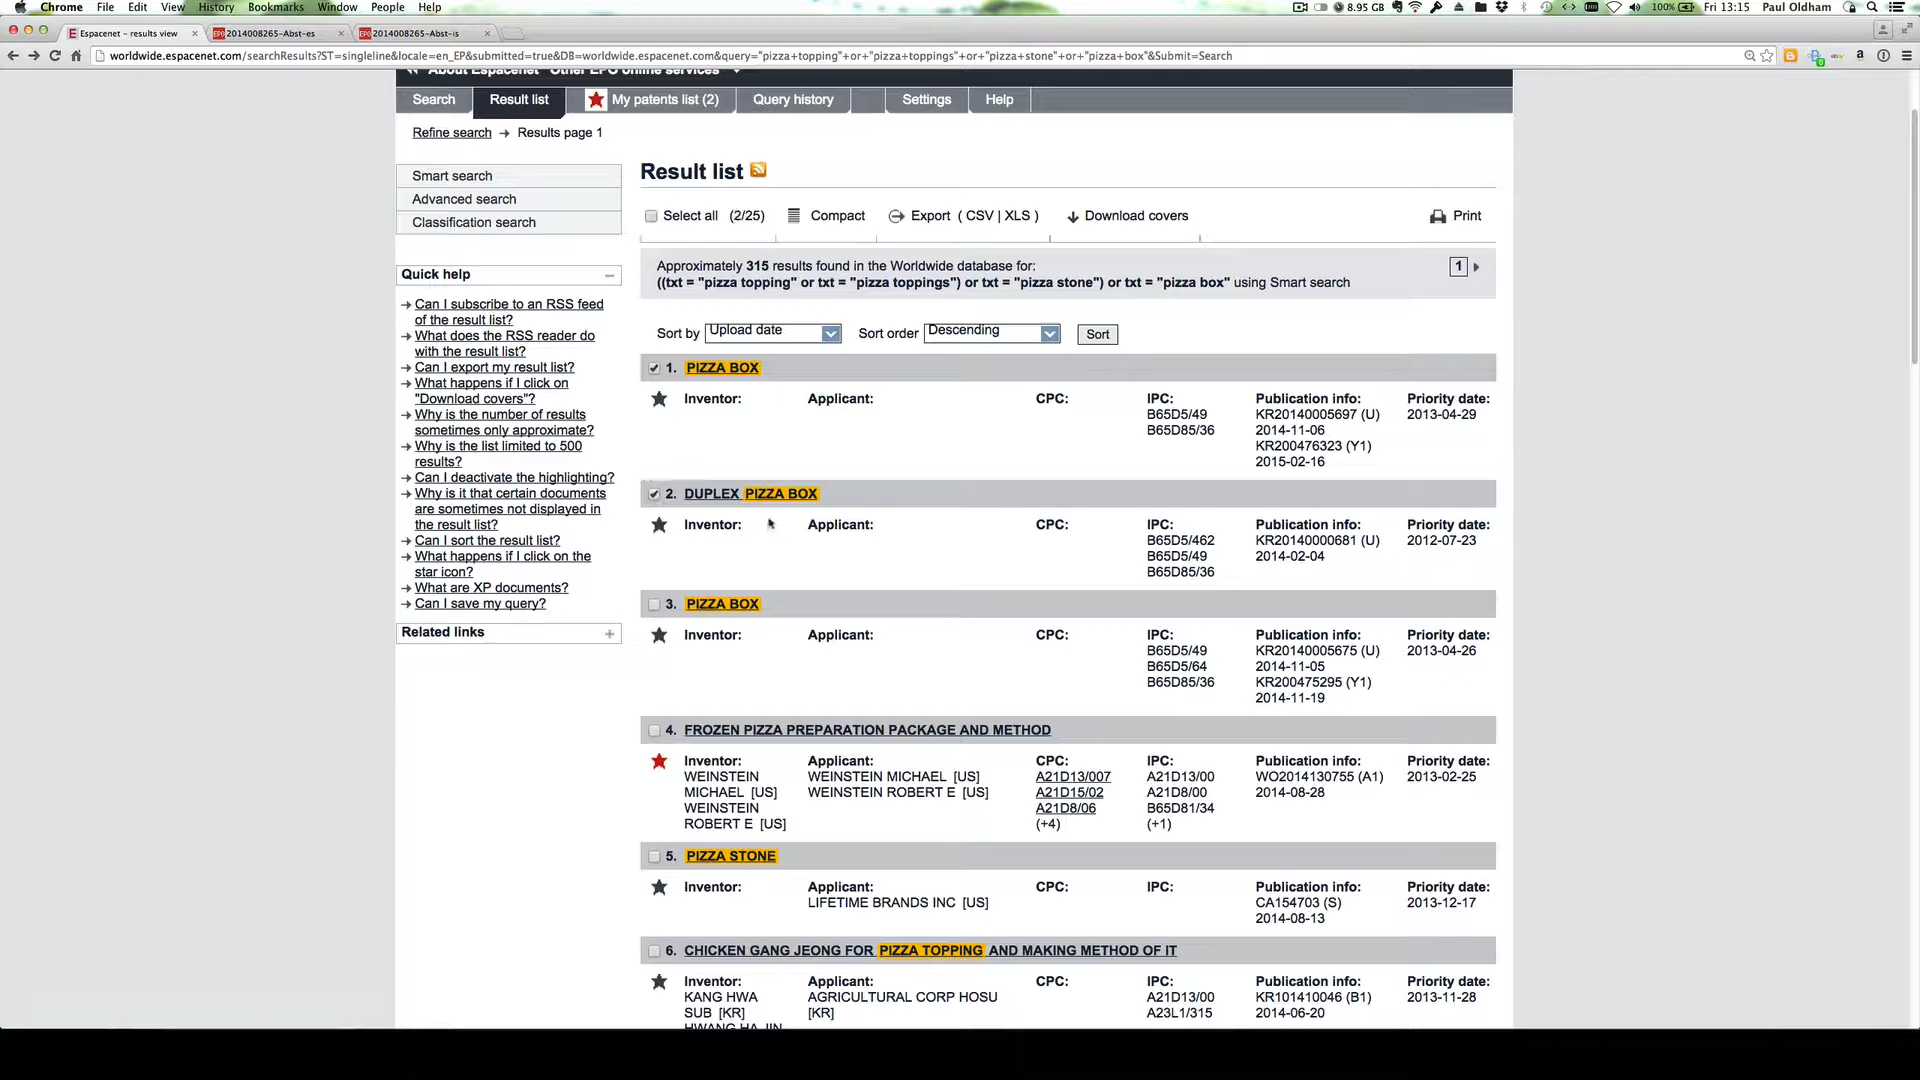 Chrome File Edit View History Bookmarks Window People Help 8.95 GB 100% Fri 13:15 Paul Oldham
Espacenet – results view 2014008265-Abst-es 2014008265-Abst-is
worldwide.espacenet.com/searchResults?ST=singleline&locale=en_EP&submitted=true&DB=worldwide.espacenet.com&query="pizza+topping"+or+"pizza+toppings"+or+"pizza+stone"+or+"pizza+box"&Submit=Search
About Espacenet Other EPO online services
Search Result list My patents list (2) Query history Settings Help
Refine search → Results page 1
Smart search
Advanced search
Classification search
Quick help
Can I subscribe to an RSS feed
of the result list?
What does the RSS reader do
with the result list?
Can I export my result list?
What happens if I click on
"Download covers"?
Why is the number of results
sometimes only approximate?
Why is the list limited to 500
results?
Can I deactivate the highlighting?
Why is it that certain documents
are sometimes not displayed in
the result list?
Can I sort the result list?
What happens if I click on the
star icon?
What are XP documents?
Can I save my query?
Related links
Result list
Select all (2/25) Compact Export ( CSV | XLS ) Download covers Print
Approximately 315 results found in the Worldwide database for:
((txt = "pizza topping" or txt = "pizza toppings") or txt = "pizza stone") or txt = "pizza box" using Smart search
1
Sort by Upload date Sort order Descending Sort
1. PIZZA BOX
Inventor: Applicant: CPC: IPC: Publication info: Priority date:
B65D5/49 KR20140005697 (U) 2013-04-29
B65D85/36 2014-11-06
KR200476323 (Y1)
2015-02-16
2. DUPLEX PIZZA BOX
Inventor: Applicant: CPC: IPC: Publication info: Priority date:
B65D5/462 KR20140000681 (U) 2012-07-23
B65D5/49 2014-02-04
B65D85/36
3. PIZZA BOX
Inventor: Applicant: CPC: IPC: Publication info: Priority date:
B65D5/49 KR20140005675 (U) 2013-04-26
B65D5/64 2014-11-05
B65D85/36 KR200475295 (Y1)
2014-11-19
4. FROZEN PIZZA PREPARATION PACKAGE AND METHOD
Inventor: Applicant: CPC: IPC: Publication info: Priority date:
WEINSTEIN WEINSTEIN MICHAEL [US] A21D13/007 A21D13/00 WO2014130755 (A1) 2013-02-25
MICHAEL [US] WEINSTEIN ROBERT E [US] A21D15/02 A21D8/00 2014-08-28
WEINSTEIN A21D8/06 B65D81/34
ROBERT E [US] (+4) (+1)
5. PIZZA STONE
Inventor: Applicant: CPC: IPC: Publication info: Priority date:
LIFETIME BRANDS INC [US] CA154703 (S) 2013-12-17
2014-08-13
6. CHICKEN GANG JEONG FOR PIZZA TOPPING AND MAKING METHOD OF IT
Inventor: Applicant: CPC: IPC: Publication info: Priority date:
KANG HWA AGRICULTURAL CORP HOSU A21D13/00 KR101410046 (B1) 2013-11-28
SUB [KR] [KR] A23L1/315 2014-06-20
HWANG HA JIN